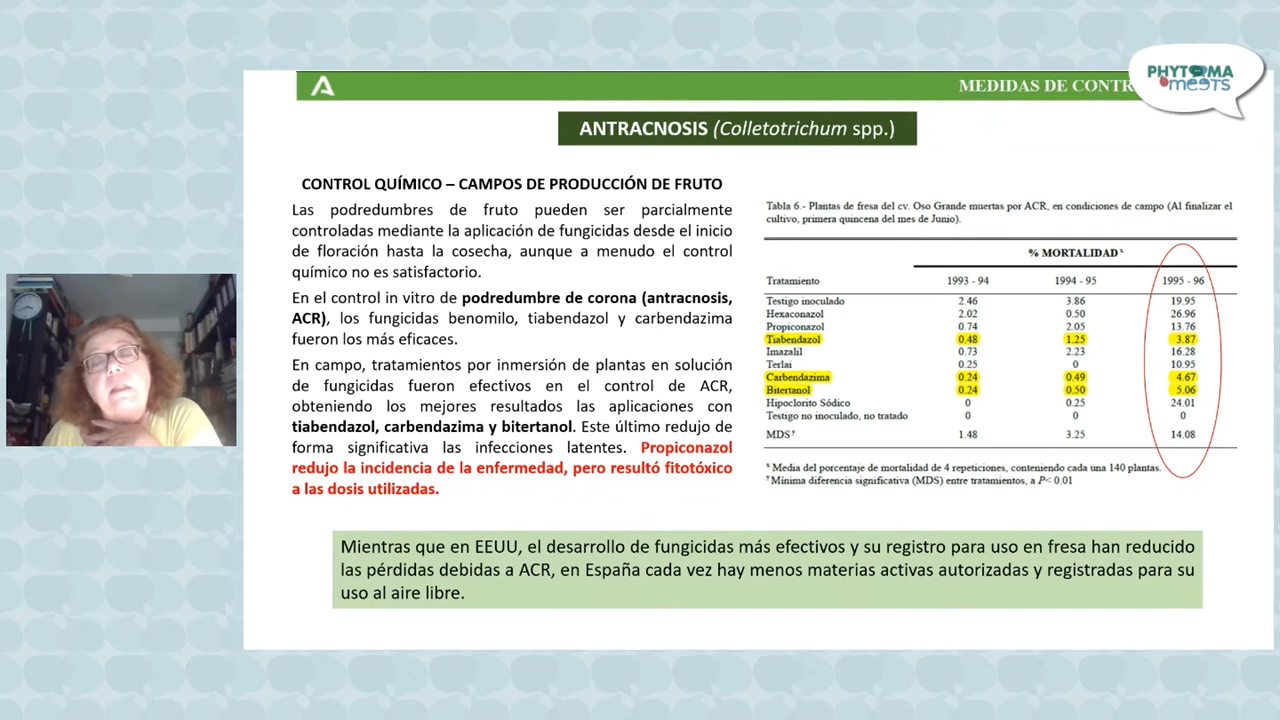 PHYTOMA
meets
MEDIDAS DE CONTR
ANTRACNOSIS (Colletotrichum spp.)
CONTROL QUÍMICO – CAMPOS DE PRODUCCIÓN DE FRUTO
Las podredumbres de fruto pueden ser parcialmente
controladas mediante la aplicación de fungicidas desde el inicio
de floración hasta la cosecha, aunque a menudo el control
químico no es satisfactorio.
En el control in vitro de podredumbre de corona (antracnosis,
ACR), los fungicidas benomilo, tiabendazol y carbendazima
fueron los más eficaces.
En campo, tratamientos por inmersión de plantas en solución
de fungicidas fueron efectivos en el control de ACR,
obteniendo los mejores resultados las aplicaciones con
tiabendazol, carbendazima y bitertanol. Este último redujo de
forma significativa las infecciones latentes. Propiconazol
redujo la incidencia de la enfermedad, pero resultó fitotóxico
a las dosis utilizadas.
Tabla 6.- Plantas de fresa del cv. Oso Grande muertas por ACR, en condiciones de campo (Al finalizar el
cultivo, primera quincena del mes de Junio).
% MORTALIDAD x
Tratamiento 1993 - 94 1994 - 95 1995 - 96
Testigo inoculado 2.46 3.86 19.95
Hexaconazol 2.02 0.50 26.96
Propiconazol 0.74 2.05 13.76
Tiabendazol 0.48 1.25 3.87
Imazalil 0.73 2.23 16.28
Terlai 0.25 0 10.95
Carbendazima 0.24 0.49 4.67
Bitertanol 0.24 0.50 5.06
Hipoclorito Sódico 0 0.25 24.01
Testigo no inoculado, no tratado 0 0 0
MDS y 1.48 3.25 14.08
x Media del porcentaje de mortalidad de 4 repeticiones, conteniendo cada una 140 plantas.
y Mínima diferencia significativa (MDS) entre tratamientos, a P< 0.01
Mientras que en EEUU, el desarrollo de fungicidas más efectivos y su registro para uso en fresa han reducido
las pérdidas debidas a ACR, en España cada vez hay menos materias activas autorizadas y registradas para su
uso al aire libre.